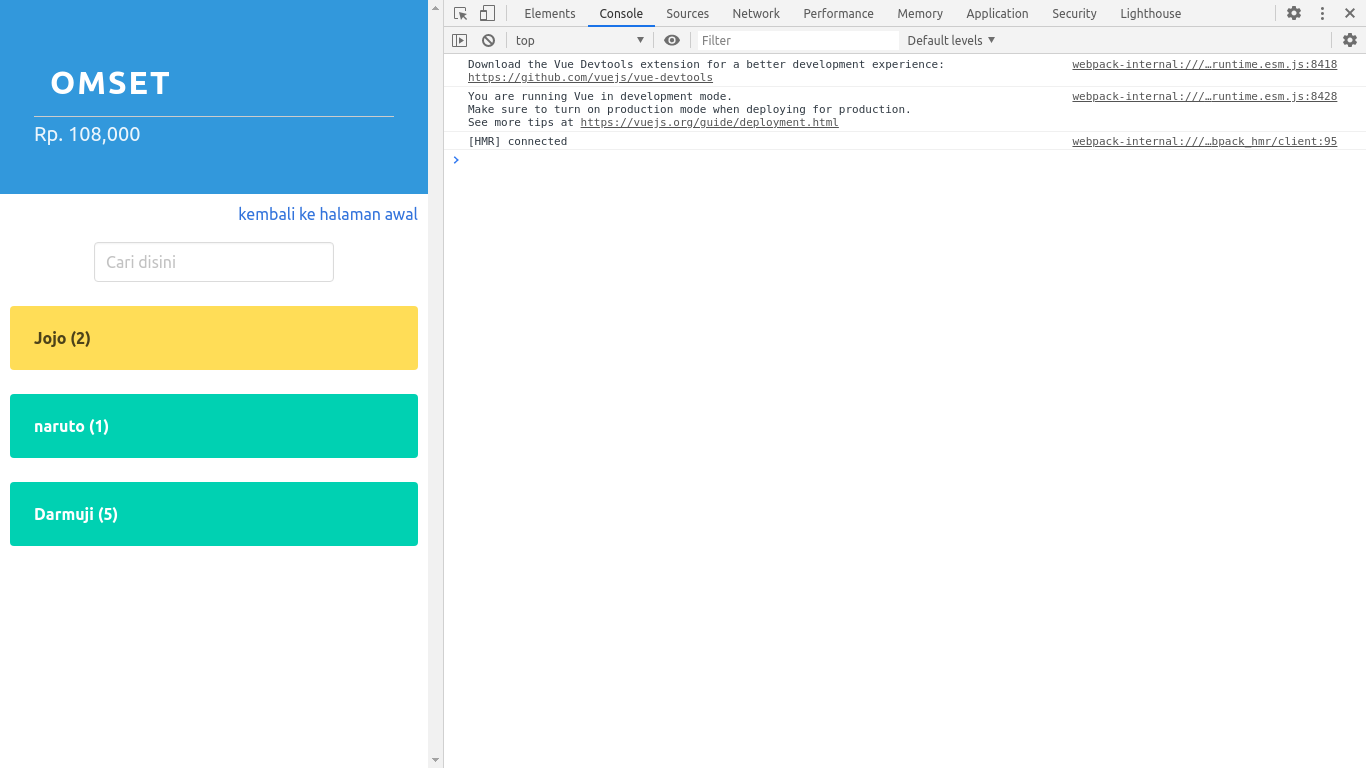 OMSET
Rp. 108,000
kembali ke halaman awal
Cari disini
Jojo (2)
naruto (1)
Darmuji (5)
Elements Console Sources Network Performance Memory Application Security Lighthouse
top Filter Default levels
Download the Vue Devtools extension for a better development experience: webpack-internal:///…runtime.esm.js:8418
https://github.com/vuejs/vue-devtools
You are running Vue in development mode. webpack-internal:///…runtime.esm.js:8428
Make sure to turn on production mode when deploying for production.
See more tips at https://vuejs.org/guide/deployment.html
[HMR] connected webpack-internal:///…bpack_hmr/client:95